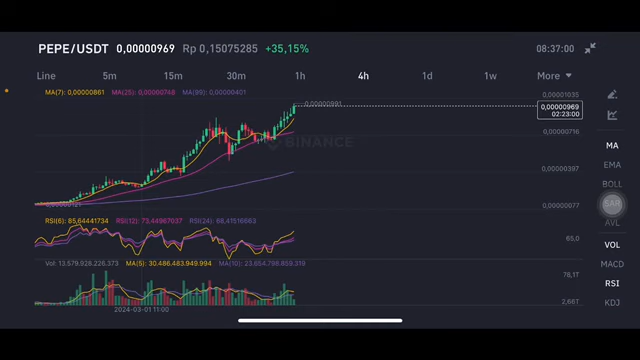 PEPE/USDT 0,00000969 Rp 0,15075285 +35,15% 08:37:00
Line 5m 15m 30m 1h 4h 1d 1w More
MA(7): 0,00000861 MA(25): 0,00000748 MA(99): 0,00000401
0,00001035
0,00000991
0,00000969
02:23:00
0,00000716
BINANCE
0,00000397
0,00000077
RSI(6): 85,64441734 RSI(12): 73,44967037 RSI(24): 68,41516663
65,0
Vol: 13,579,928,226,373 MA(5): 30,486,483,949,994 MA(10): 23,654,798,859,319
78,1T
2,66T
2024-03-01 11:00
MA
EMA
BOLL
SAR
AVL
VOL
MACD
RSI
KDJ